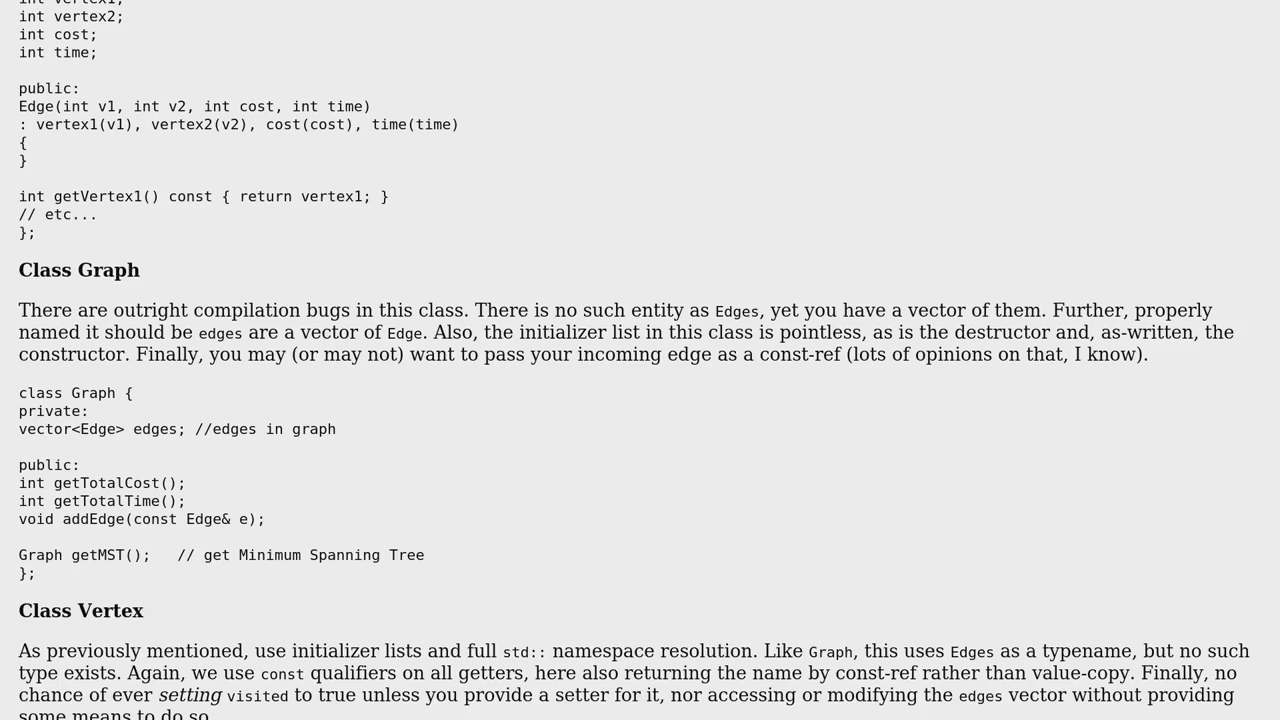 int vertex1;
int vertex2;
int cost;
int time;
public:
Edge(int v1, int v2, int cost, int time)
: vertex1(v1), vertex2(v2), cost(cost), time(time)
{
}
int getVertex1() const { return vertex1; }
// etc...
};
Class Graph
There are outright compilation bugs in this class. There is no such entity as Edges, yet you have a vector of them. Further, properly
named it should be edges are a vector of Edge. Also, the initializer list in this class is pointless, as is the destructor and, as-written, the
constructor. Finally, you may (or may not) want to pass your incoming edge as a const-ref (lots of opinions on that, I know).
class Graph {
private:
vector<Edge> edges; //edges in graph
public:
int getTotalCost();
int getTotalTime();
void addEdge(const Edge& e);
Graph getMST();   // get Minimum Spanning Tree
};
Class Vertex
As previously mentioned, use initializer lists and full std:: namespace resolution. Like Graph, this uses Edges as a typename, but no such
type exists. Again, we use const qualifiers on all getters, here also returning the name by const-ref rather than value-copy. Finally, no
chance of ever setting visited to true unless you provide a setter for it, nor accessing or modifying the edges vector without providing
some means to do so.